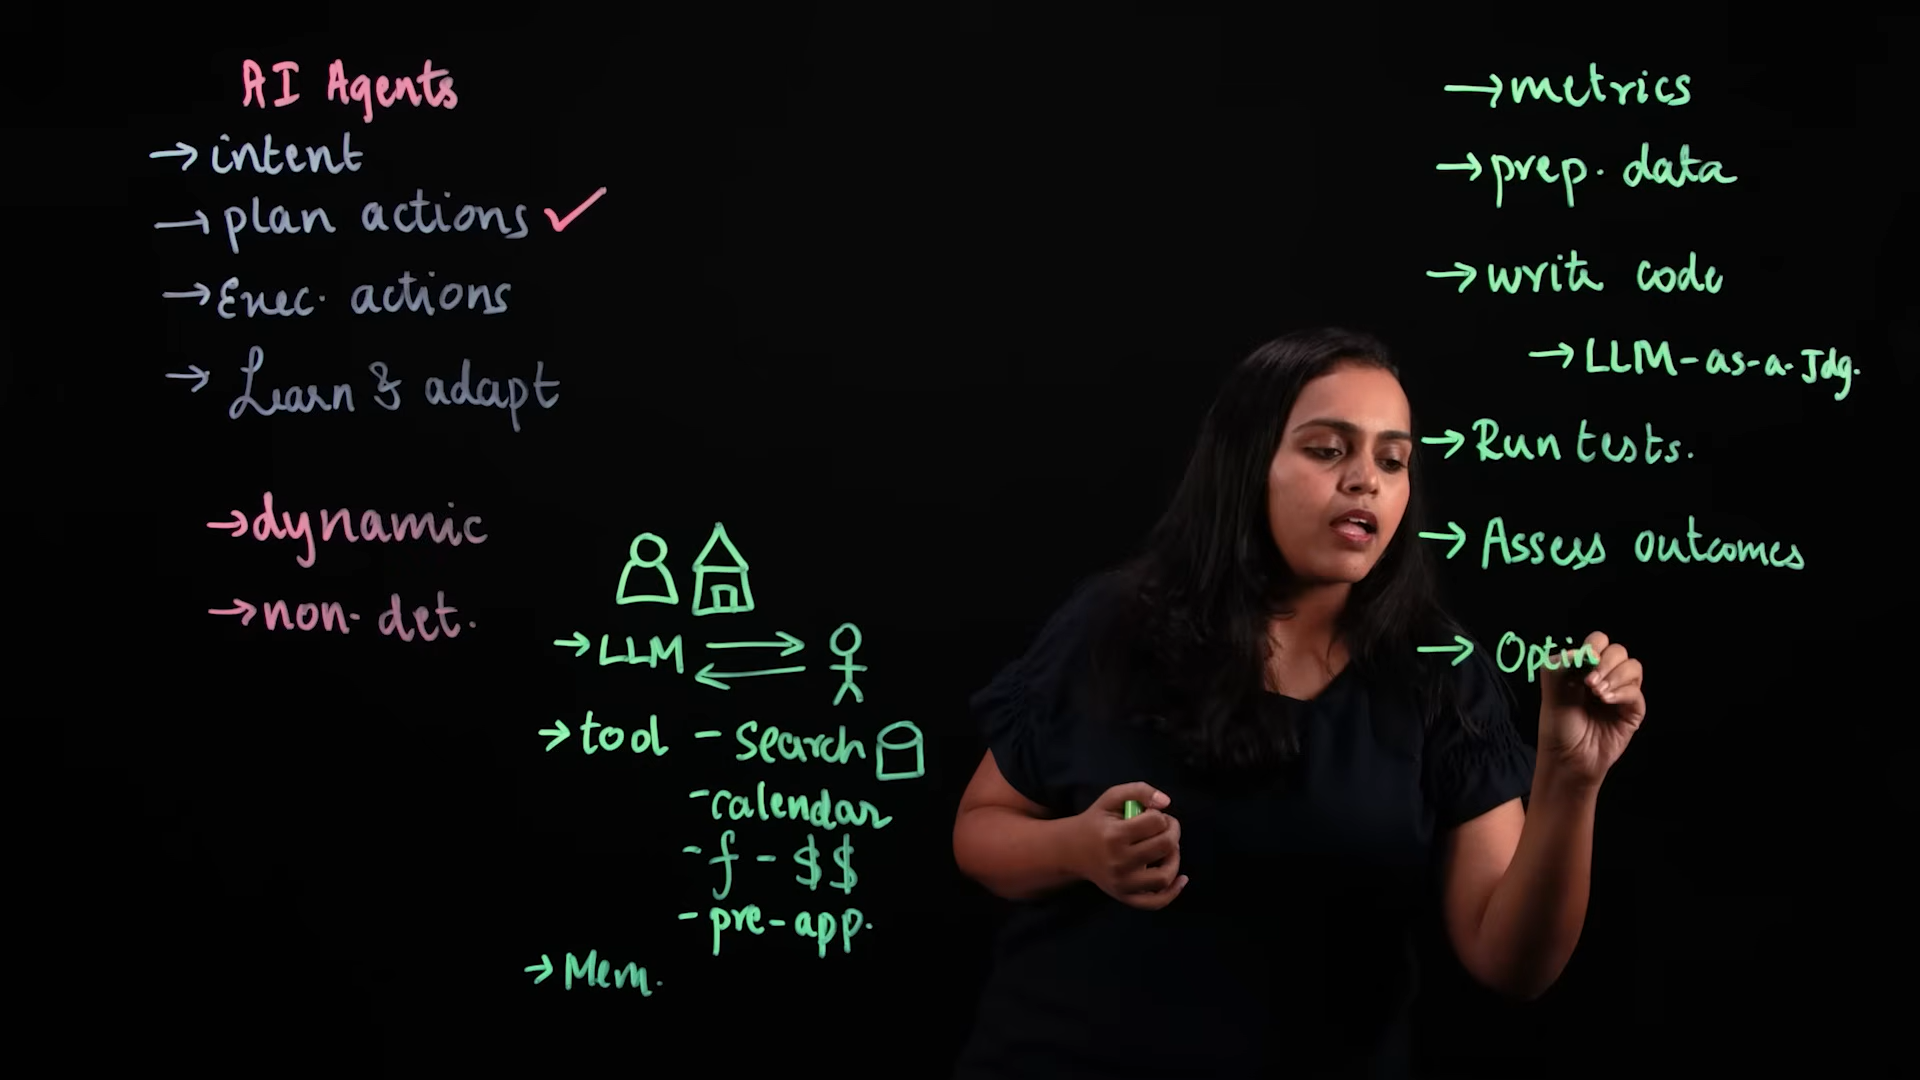 AI Agents
→ intent
→ plan actions ✓
→ Exec. actions
→ Learn & adapt
→ dynamic
→ non-det.
→ LLM
→ tool - search
- calendar
- f - $$
- pre-app.
→ Mem.
→ metrics
→ prep. data
→ write code
→ LLM-as-a-Jdg.
→ Run tests.
→ Assess outcomes
→ Optim